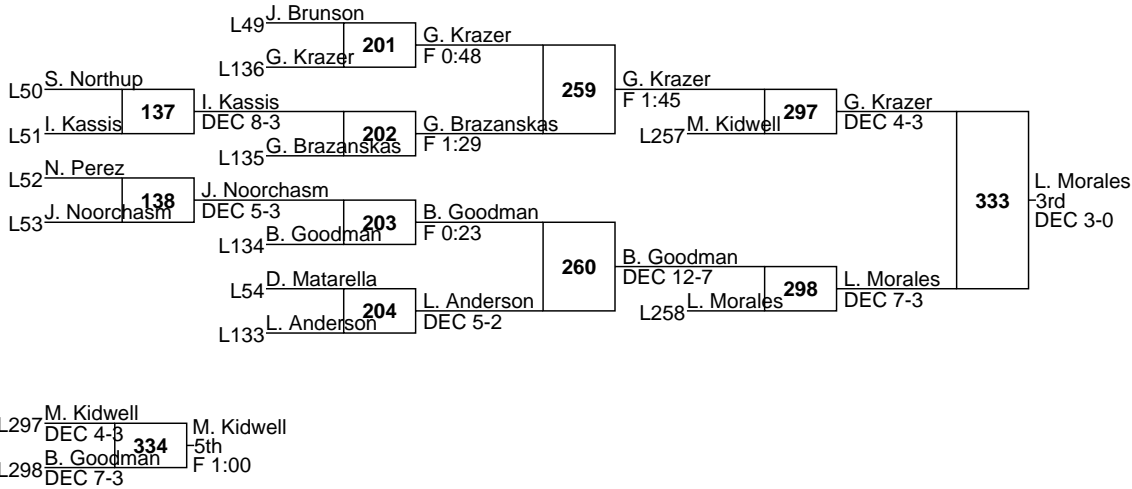 J. Brunson
L49
201
G. Krazer
F 0:48
G. Krazer
L136
S. Northup
L50
137
I. Kassis
DEC 8-3
I. Kassis
L51
202
G. Brazanskas
F 1:29
G. Brazanskas
L135
259
G. Krazer
F 1:45
M. Kidwell
L257
297
G. Krazer
DEC 4-3
N. Perez
L52
138
J. Noorchasm
DEC 5-3
J. Noorchasm
L53
203
B. Goodman
F 0:23
B. Goodman
L134
D. Matarella
L54
204
L. Anderson
DEC 5-2
L. Anderson
L133
260
B. Goodman
DEC 12-7
L. Morales
L258
298
L. Morales
DEC 7-3
333
L. Morales
3rd
DEC 3-0
M. Kidwell
L297
DEC 4-3
334
M. Kidwell
5th
F 1:00
B. Goodman
L298
DEC 7-3